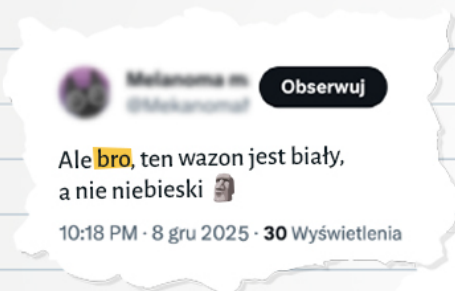 Obserwuj
Ale bro, ten wazon jest biały,
a nie niebieski 🗿
10:18 PM · 8 gru 2025 · 30 Wyświetlenia